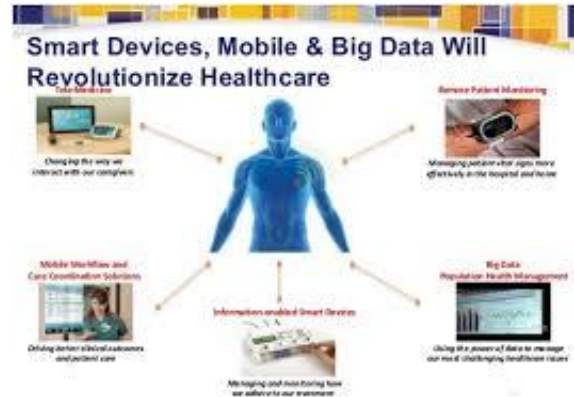 Smart Devices, Mobile & Big Data Will
Revolutionize Healthcare
Tele-Medicine
Changing the way we
interact with our caregivers
Remote Patient Monitoring
Managing patient vital signs more
effectively in the hospital and home
Mobile Workflow and
Care Coordination Solutions
Driving better clinical outcomes
and patient care
Information enabled Smart Devices
Managing and monitoring how
we adhere to our treatment
Big Data
Population Health Management
Using the power of data to manage
our most challenging healthcare issues